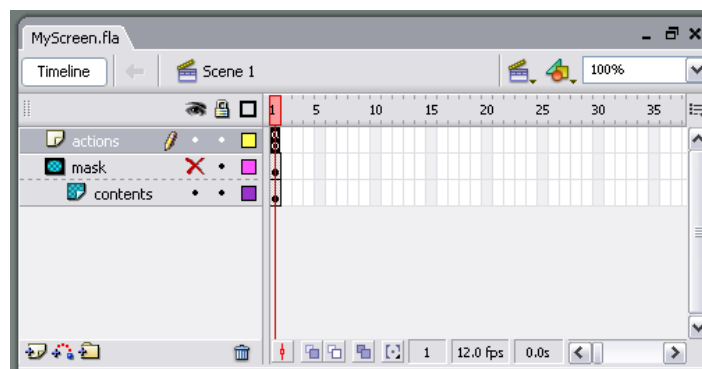 MyScreen.fla
Timeline Scene 1 100%
1 5 10 15 20 25 30 35
actions a
mask
contents
1 12.0 fps 0.0s